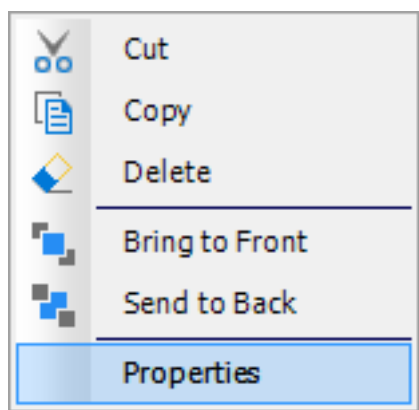 Cut
Copy
Delete
Bring to Front
Send to Back
Properties